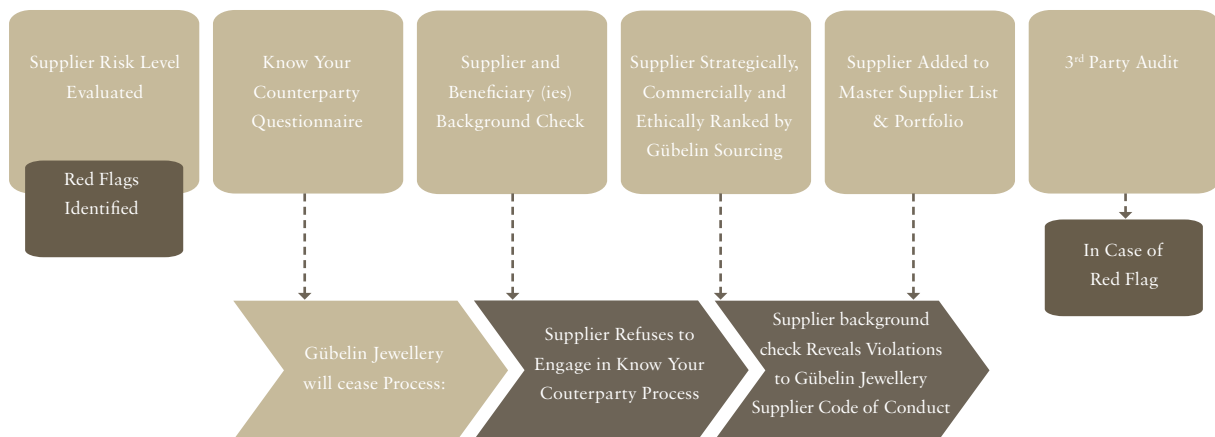 Supplier Risk Level
Evaluated
Red Flags
Identified
Know Your
Counterparty
Questionnaire
Supplier and
Beneficiary (ies)
Background Check
Supplier Strategically,
Commercially and
Ethically Ranked by
Gübelin Sourcing
Supplier Added to
Master Supplier List
& Portfolio
3rd Party Audit
In Case of
Red Flag
Gübelin Jewellery
will cease Process:
Supplier Refuses to
Engage in Know Your
Couterparty Process
Supplier background
check Reveals Violations
to Gübelin Jewellery
Supplier Code of Conduct